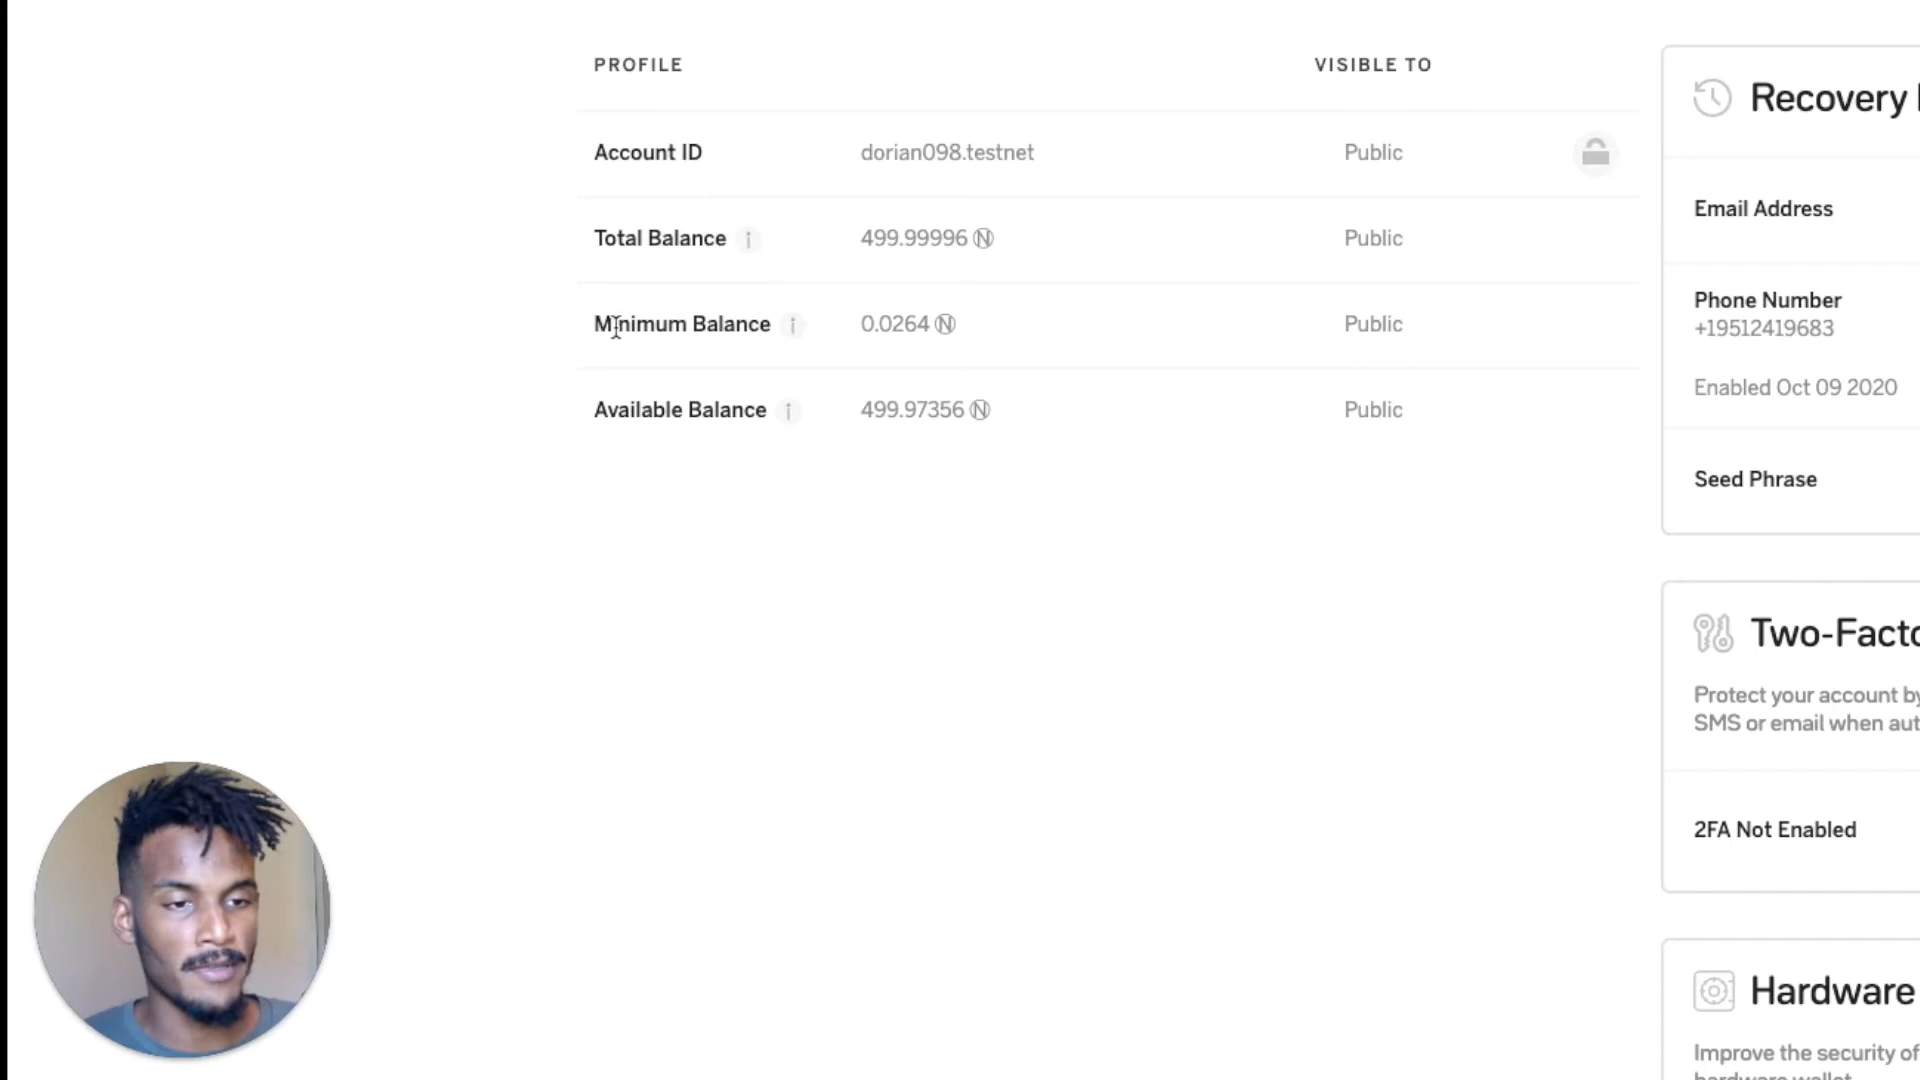 PROFILE VISIBLE TO
Account ID dorian098.testnet Public
Total Balance i 499.99996 Public
Minimum Balance i 0.0264 Public
Available Balance i 499.97356 Public
Recovery
Email Address
Phone Number
+19512419683
Enabled Oct 09 2020
Seed Phrase
Two-Facto
Protect your account by
SMS or email when aut
2FA Not Enabled
Hardware
Improve the security of
hardware wallet